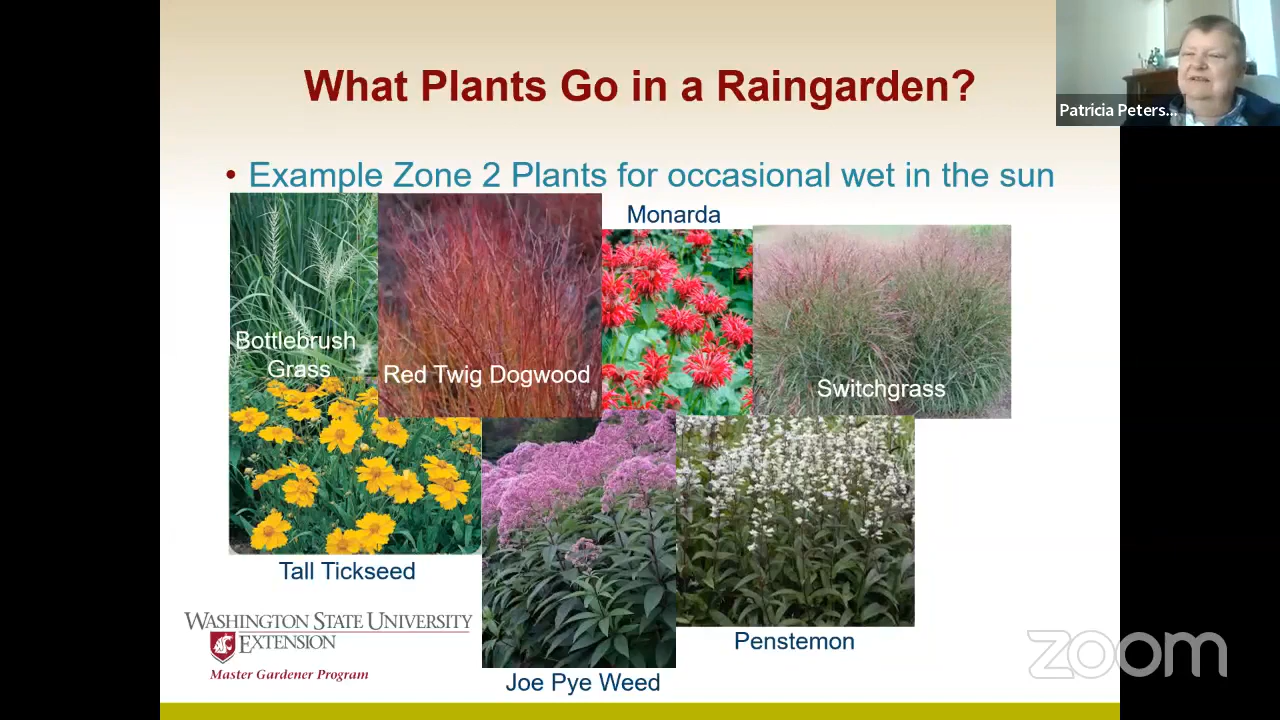 What Plants Go in a Raingarden?
Patricia Peters...
• Example Zone 2 Plants for occasional wet in the sun
Monarda
Bottlebrush
Grass
Red Twig Dogwood
Switchgrass
Tall Tickseed
WASHINGTON STATE UNIVERSITY
EXTENSION
Master Gardener Program
Penstemon
Joe Pye Weed
zoom